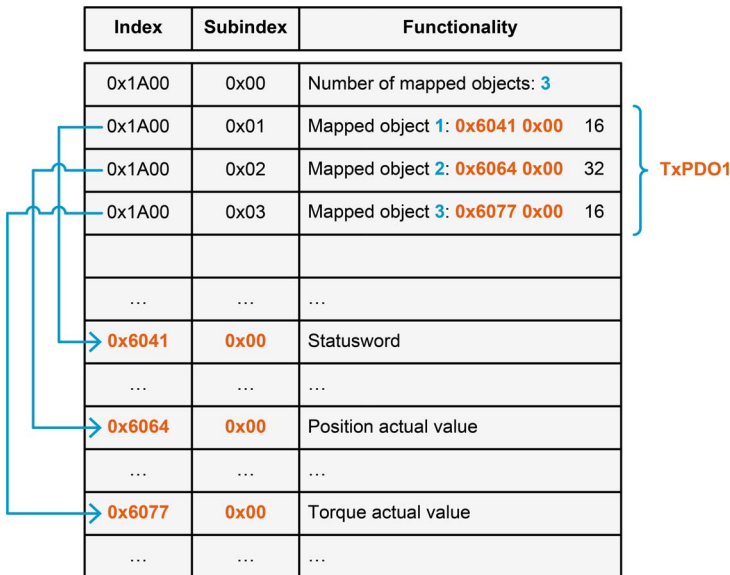 Index Subindex Functionality
0x1A00 0x00 Number of mapped objects: 3
0x1A00 0x01 Mapped object 1: 0x6041 0x00 16
0x1A00 0x02 Mapped object 2: 0x6064 0x00 32
TxPDO1
0x1A00 0x03 Mapped object 3: 0x6077 0x00 16
... ... ...
0x6041 0x00 Statusword
... ... ...
0x6064 0x00 Position actual value
... ... ...
0x6077 0x00 Torque actual value
... ... ...